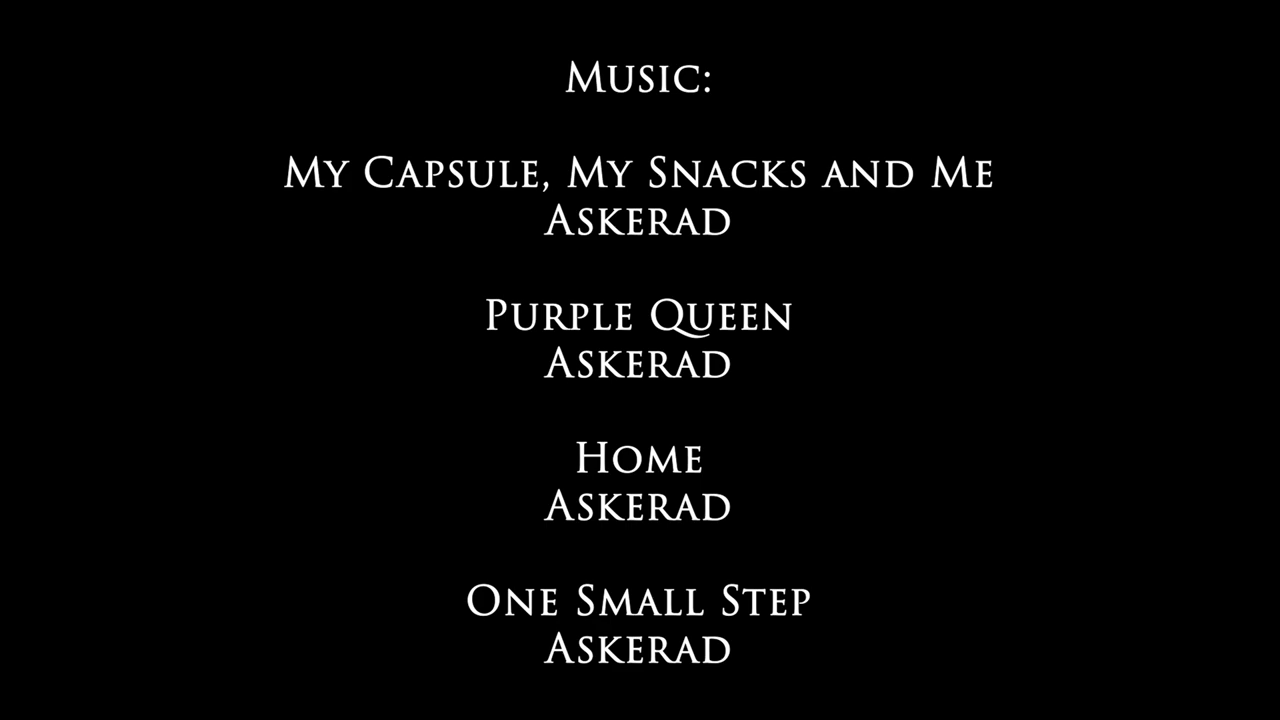 Music:
My Capsule, My Snacks and Me
Askerad
Purple Queen
Askerad
Home
Askerad
One Small Step
Askerad